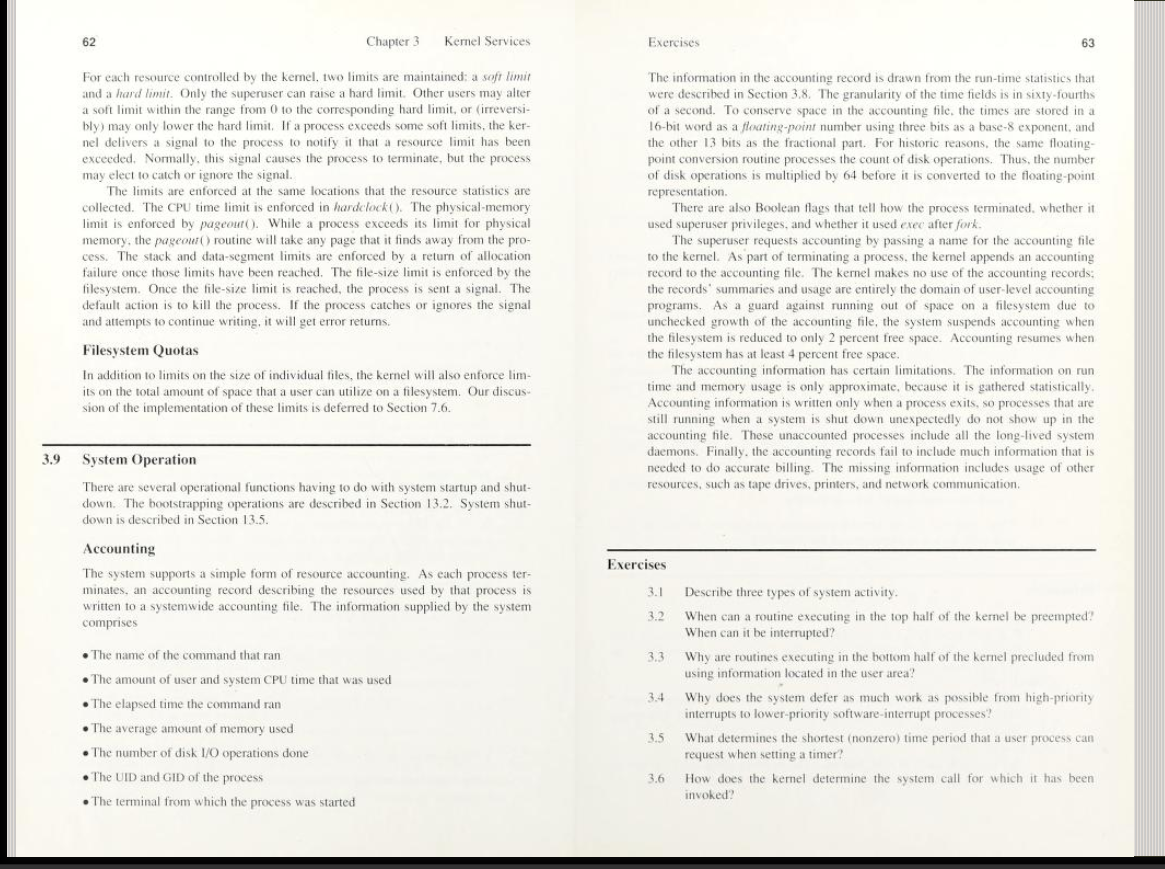 62 Chapter 3 Kernel Services
For each resource controlled by the kernel, two limits are maintained: a soft limit
and a hard limit. Only the superuser can raise a hard limit. Other users may alter
a soft limit within the range from 0 to the corresponding hard limit, or (irreversi-
bly) may only lower the hard limit. If a process exceeds some soft limits, the ker-
nel delivers a signal to the process to notify it that a resource limit has been
exceeded. Normally, this signal causes the process to terminate, but the process
may elect to catch or ignore the signal.
The limits are enforced at the same locations that the resource statistics are
collected. The CPU time limit is enforced in hardclock(). The physical-memory
limit is enforced by pageout(). While a process exceeds its limit for physical
memory, the pageout() routine will take any page that it finds away from the pro-
cess. The stack and data-segment limits are enforced by a return of allocation
failure once those limits have been reached. The file-size limit is enforced by the
filesystem. Once the file-size limit is reached, the process is sent a signal. The
default action is to kill the process. If the process catches or ignores the signal
and attempts to continue writing, it will get error returns.
Filesystem Quotas
In addition to limits on the size of individual files, the kernel will also enforce lim-
its on the total amount of space that a user can utilize on a filesystem. Our discus-
sion of the implementation of these limits is deferred to Section 7.6.
3.9 System Operation
There are several operational functions having to do with system startup and shut-
down. The bootstrapping operations are described in Section 13.2. System shut-
down is described in Section 13.5.
Accounting
The system supports a simple form of resource accounting. As each process ter-
minates, an accounting record describing the resources used by that process is
written to a systemwide accounting file. The information supplied by the system
comprises
• The name of the command that ran
• The amount of user and system CPU time that was used
• The elapsed time the command ran
• The average amount of memory used
• The number of disk I/O operations done
• The UID and GID of the process
• The terminal from which the process was started
Exercises 63
The information in the accounting record is drawn from the run-time statistics that
were described in Section 3.8. The granularity of the time fields is in sixty-fourths
of a second. To conserve space in the accounting file, the times are stored in a
16-bit word as a floating-point number using three bits as a base-8 exponent, and
the other 13 bits as the fractional part. For historic reasons, the same floating-
point conversion routine processes the count of disk operations. Thus, the number
of disk operations is multiplied by 64 before it is converted to the floating-point
representation.
There are also Boolean flags that tell how the process terminated, whether it
used superuser privileges, and whether it used exec after fork.
The superuser requests accounting by passing a name for the accounting file
to the kernel. As part of terminating a process, the kernel appends an accounting
record to the accounting file. The kernel makes no use of the accounting records;
the records' summaries and usage are entirely the domain of user-level accounting
programs. As a guard against running out of space on a filesystem due to
unchecked growth of the accounting file, the system suspends accounting when
the filesystem is reduced to only 2 percent free space. Accounting resumes when
the filesystem has at least 4 percent free space.
The accounting information has certain limitations. The information on run
time and memory usage is only approximate, because it is gathered statistically.
Accounting information is written only when a process exits, so processes that are
still running when a system is shut down unexpectedly do not show up in the
accounting file. These unaccounted processes include all the long-lived system
daemons. Finally, the accounting records fail to include much information that is
needed to do accurate billing. The missing information includes usage of other
resources, such as tape drives, printers, and network communication.
Exercises
3.1 Describe three types of system activity.
3.2 When can a routine executing in the top half of the kernel be preempted?
When can it be interrupted?
3.3 Why are routines executing in the bottom half of the kernel precluded from
using information located in the user area?
3.4 Why does the system defer as much work as possible from high-priority
interrupts to lower-priority software-interrupt processes?
3.5 What determines the shortest (nonzero) time period that a user process can
request when setting a timer?
3.6 How does the kernel determine the system call for which it has been
invoked?